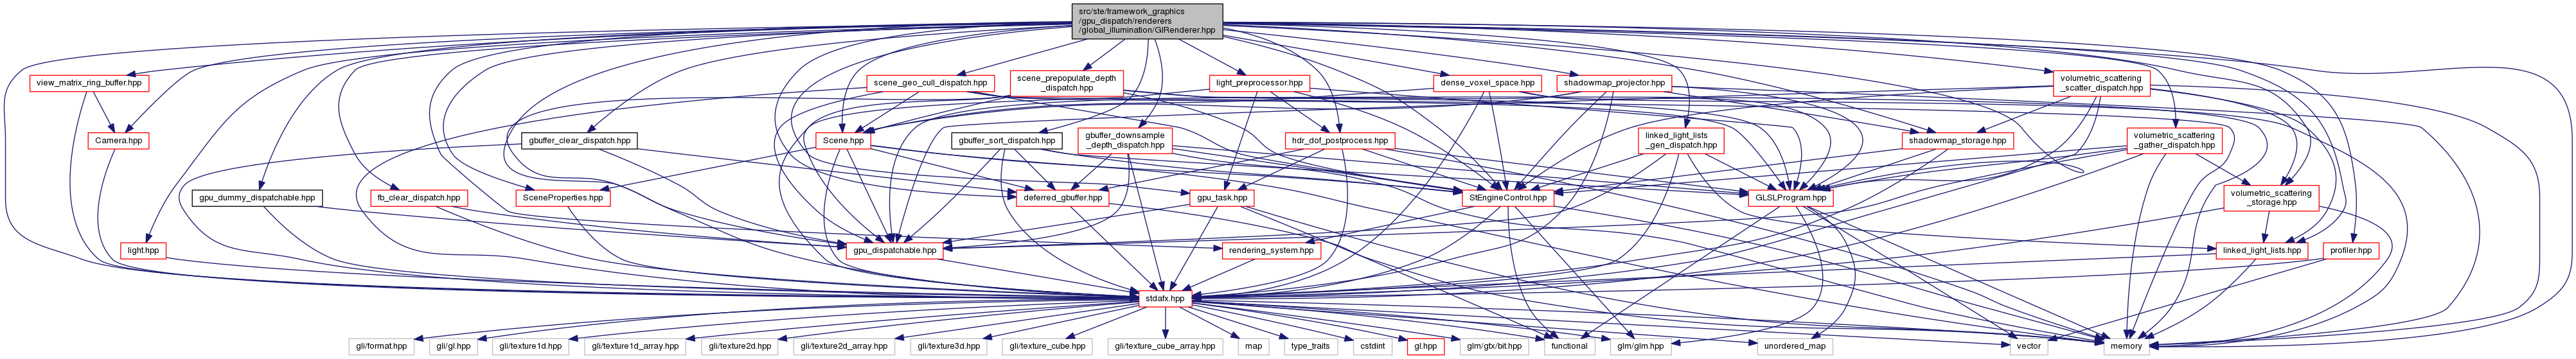 src/ste/framework_graphics
/gpu_dispatch/renderers
/global_illumination/GIRenderer.hpp
view_matrix_ring_buffer.hpp
scene_geo_cull_dispatch.hpp
scene_prepopulate_depth
_dispatch.hpp
light_preprocessor.hpp
dense_voxel_space.hpp
shadowmap_projector.hpp
volumetric_scattering
_scatter_dispatch.hpp
Camera.hpp
gbuffer_clear_dispatch.hpp
Scene.hpp
gbuffer_sort_dispatch.hpp
gbuffer_downsample
_depth_dispatch.hpp
hdr_dof_postprocess.hpp
linked_light_lists
_gen_dispatch.hpp
shadowmap_storage.hpp
volumetric_scattering
_gather_dispatch.hpp
gpu_dummy_dispatchable.hpp
fb_clear_dispatch.hpp
SceneProperties.hpp
deferred_gbuffer.hpp
gpu_task.hpp
StEngineControl.hpp
GLSLProgram.hpp
volumetric_scattering
_storage.hpp
light.hpp
gpu_dispatchable.hpp
rendering_system.hpp
linked_light_lists.hpp
profiler.hpp
stdafx.hpp
gli/format.hpp
gli/gl.hpp
gli/texture1d.hpp
gli/texture1d_array.hpp
gli/texture2d.hpp
gli/texture2d_array.hpp
gli/texture3d.hpp
gli/texture_cube.hpp
gli/texture_cube_array.hpp
map
type_traits
cstdint
gl.hpp
glm/gtx/bit.hpp
functional
glm/glm.hpp
unordered_map
vector
memory